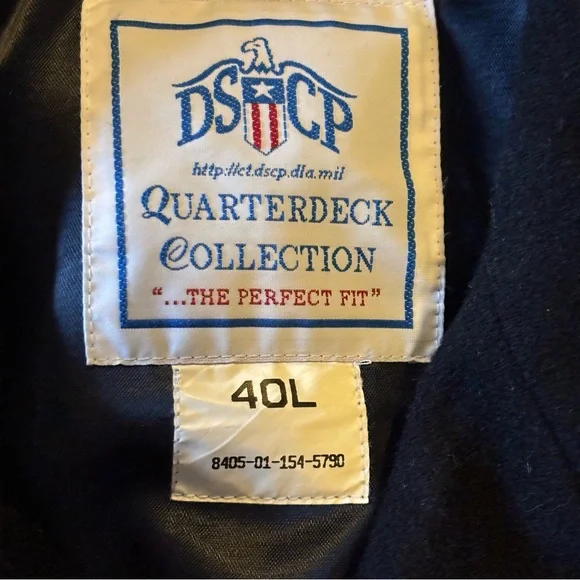 DSCP
http://ct.dscp.dla.mil
QUARTERDECK
COLLECTION
"...THE PERFECT FIT"
40L
8405-01-154-5790